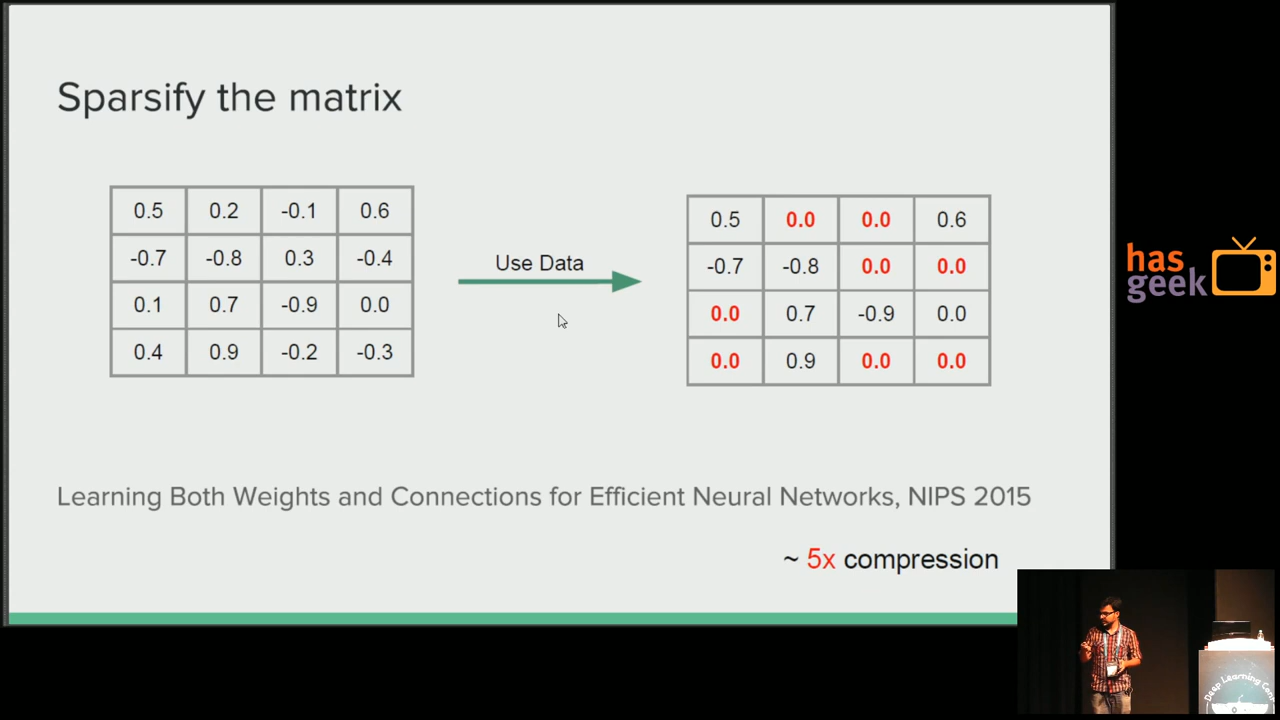 Sparsify the matrix
0.5 0.2 -0.1 0.6
-0.7 -0.8 0.3 -0.4
0.1 0.7 -0.9 0.0
0.4 0.9 -0.2 -0.3
Use Data
0.5 0.0 0.0 0.6
-0.7 -0.8 0.0 0.0
0.0 0.7 -0.9 0.0
0.0 0.9 0.0 0.0
Learning Both Weights and Connections for Efficient Neural Networks, NIPS 2015
~ 5x compression
has
geek
Deep Learning